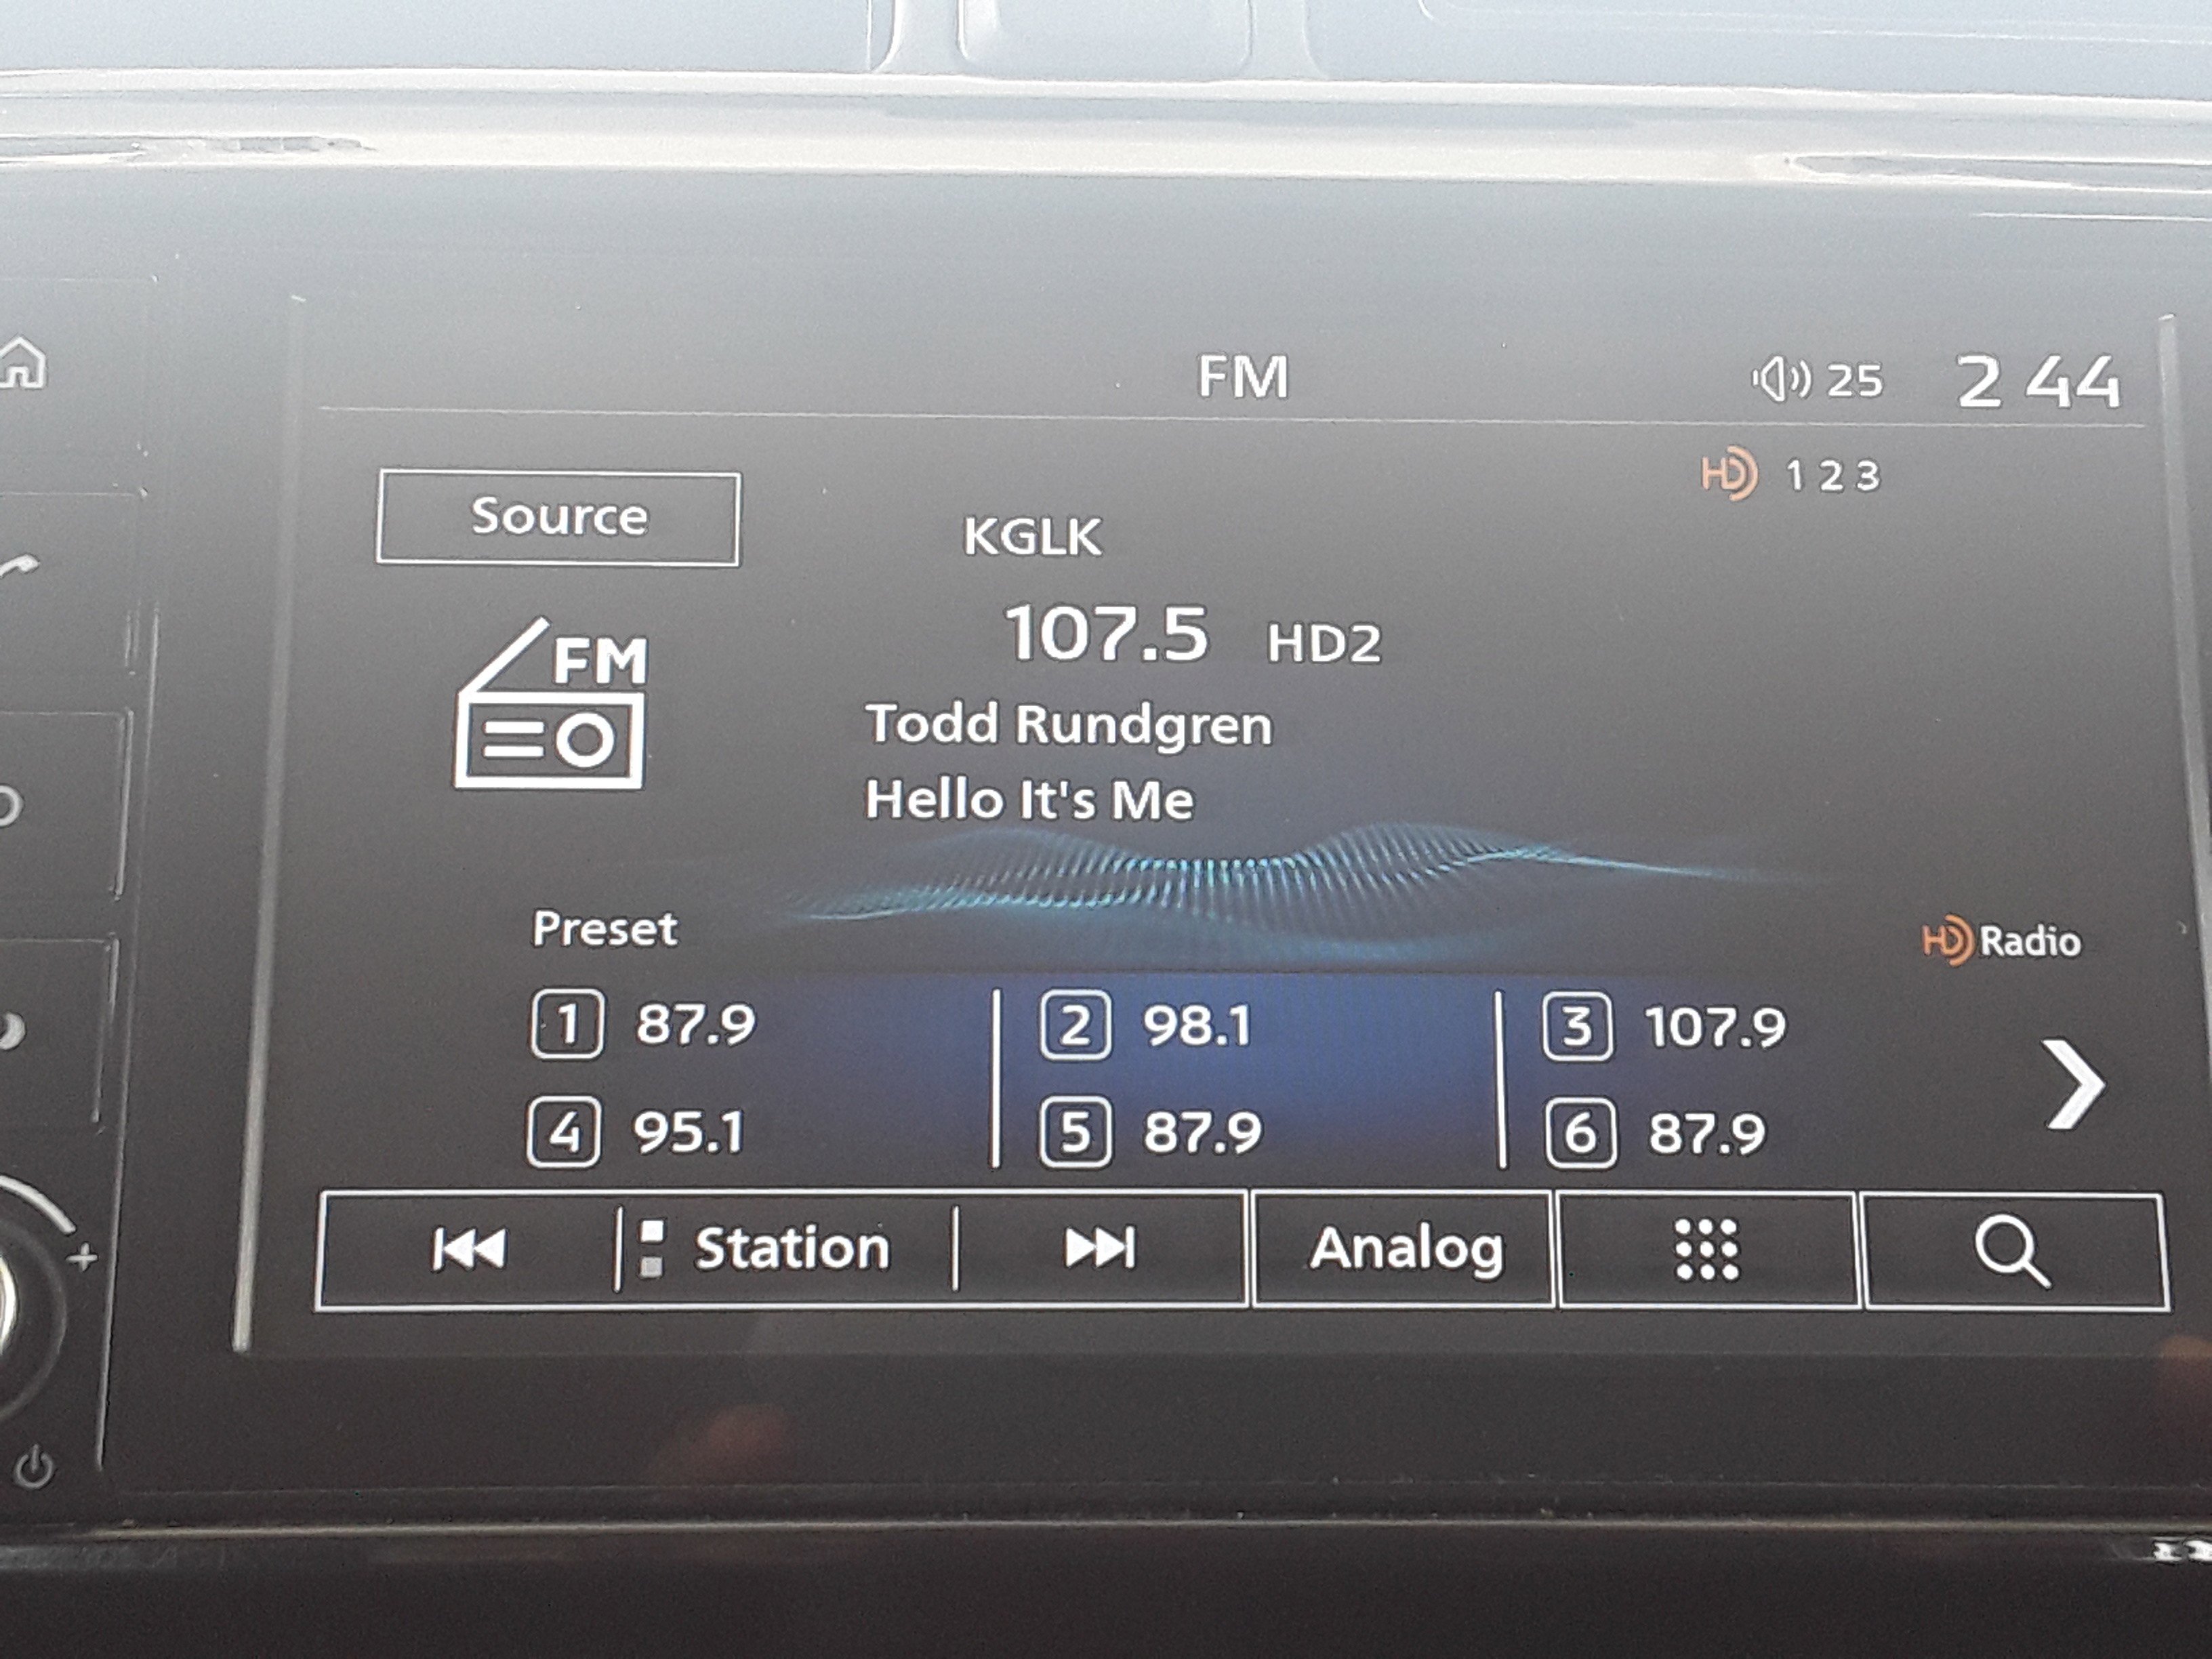 FM 25 2 44
HD 1 2 3
Source
KGLK
107.5 HD2
FM
Todd Rundgren
Hello It's Me
Preset
HD Radio
1 87.9 2 98.1 3 107.9
4 95.1 5 87.9 6 87.9
Station Analog
+